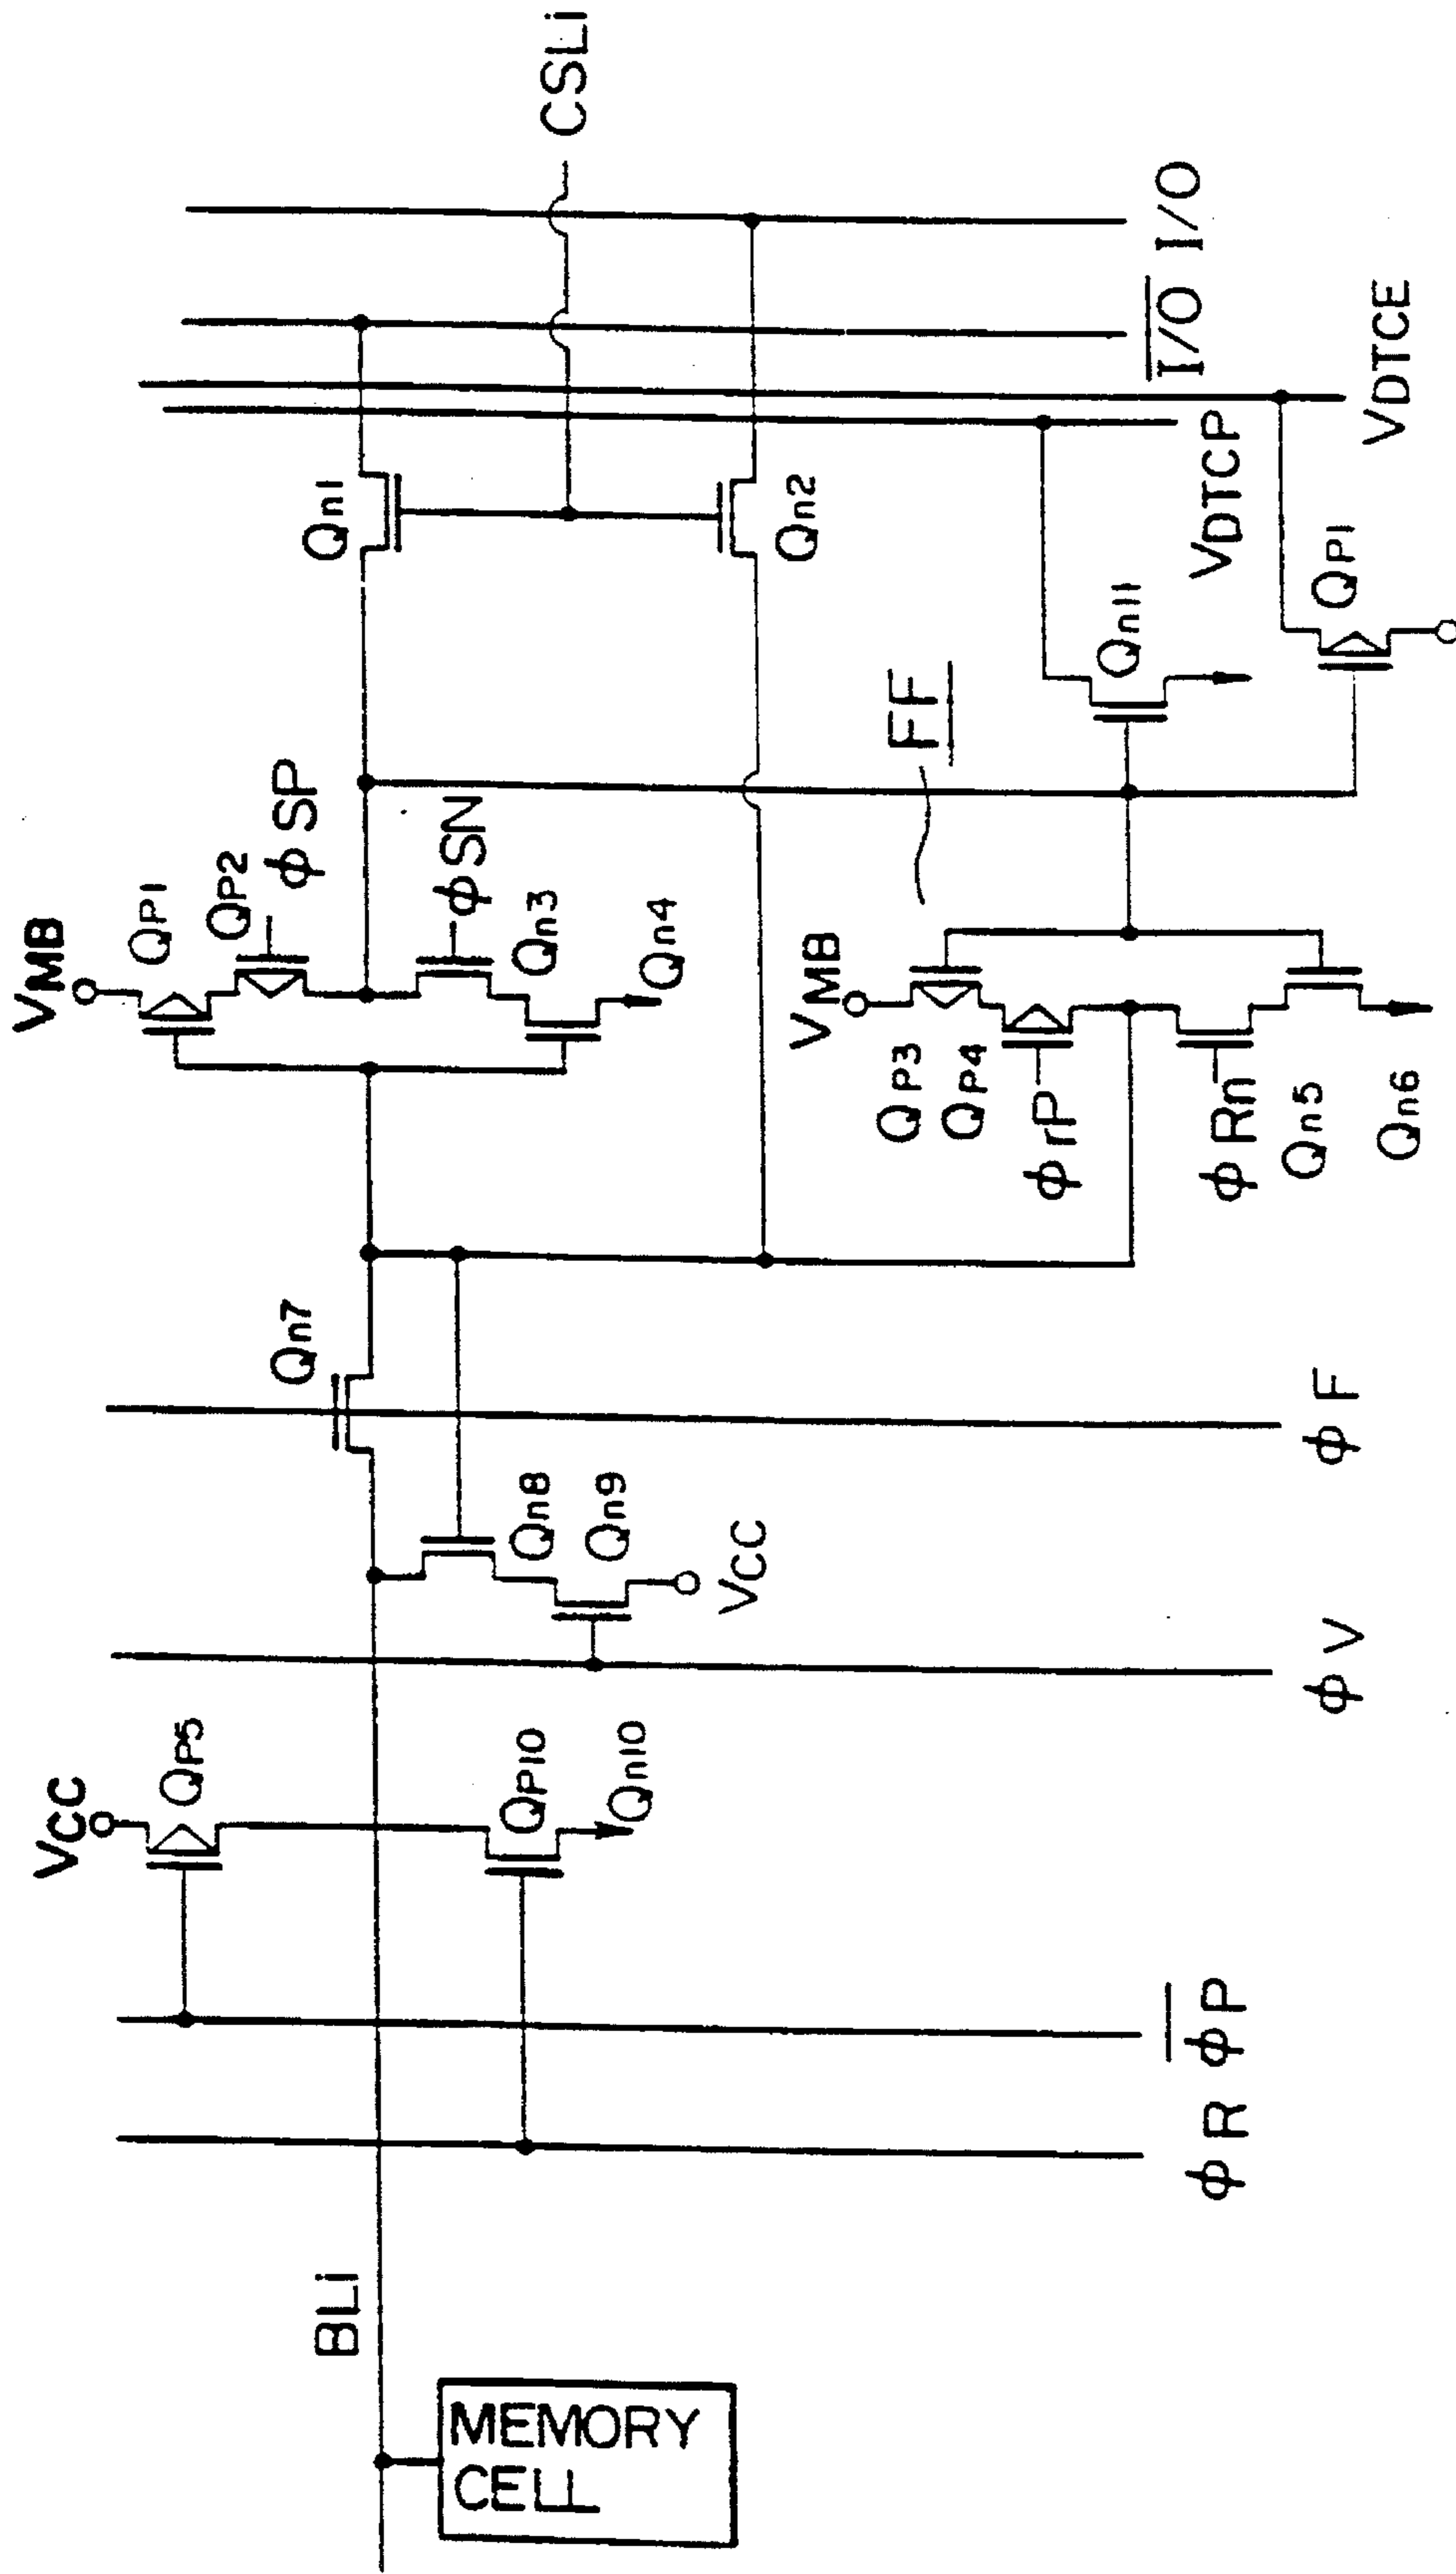 MEMORY
CELL
BLi
φR
φP
VCC
QP5
QP10
Qn10
φV
Qn8
Qn9
VCC
φF
Qn7
VMB
QP1
QP2
φSP
φSN
Qn3
Qn4
VMB
QP3
QP4
φrP
φRn
Qn5
Qn6
FF
Qn1
Qn2
Qn11
QP1
VDTCP
VDTCE
I/O
I/O
CSLi